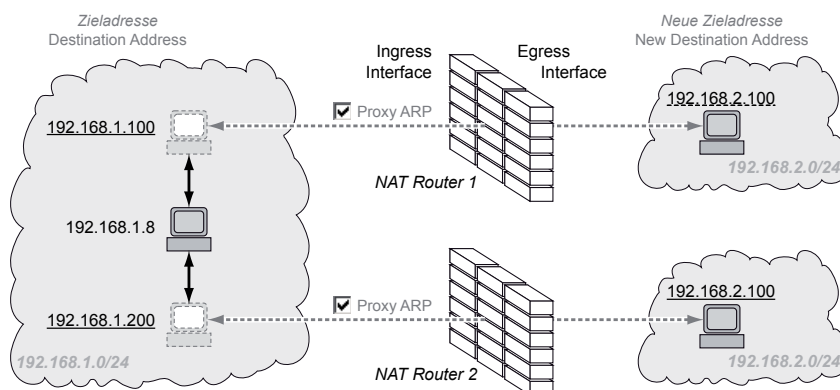 Zieladresse
Destination Address
Neue Zieladresse
New Destination Address
Ingress
Interface
Egress
Interface
192.168.1.100
Proxy ARP
192.168.2.100
192.168.2.0/24
NAT Router 1
192.168.1.8
192.168.1.200
Proxy ARP
192.168.2.100
192.168.1.0/24
NAT Router 2
192.168.2.0/24